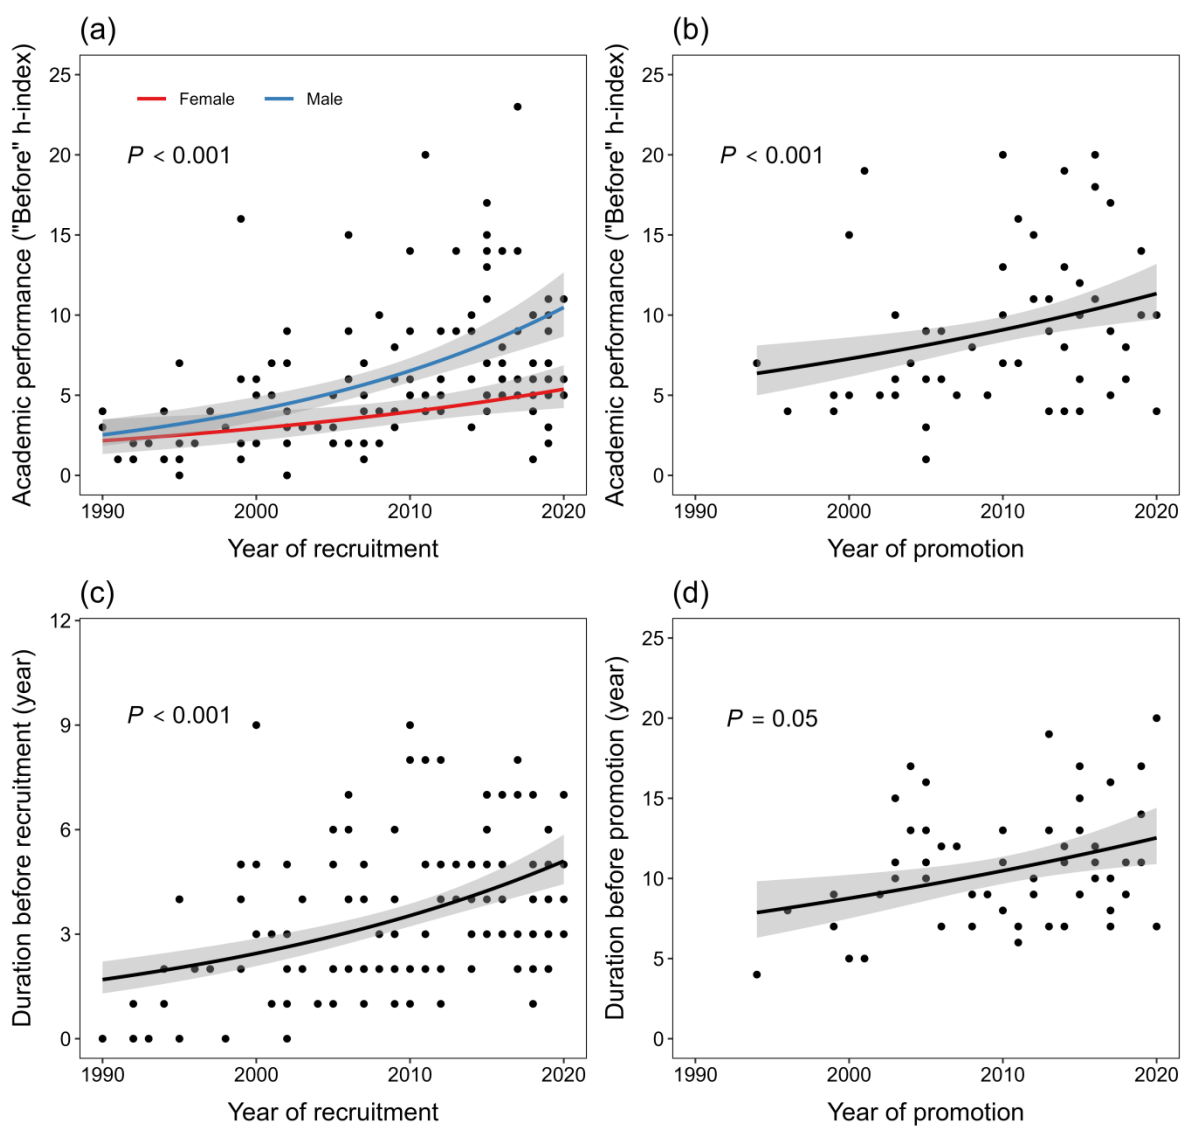 (a)
Academic performance ("Before" h-index)
25
20
15
10
5
0
Female Male
P < 0.001
1990 2000 2010 2020
Year of recruitment
(b)
Academic performance ("Before" h-index)
25
20
15
10
5
0
P < 0.001
1990 2000 2010 2020
Year of promotion
(c)
Duration before recruitment (year)
12
9
6
3
0
P < 0.001
1990 2000 2010 2020
Year of recruitment
(d)
Duration before promotion (year)
25
20
15
10
5
0
P = 0.05
1990 2000 2010 2020
Year of promotion